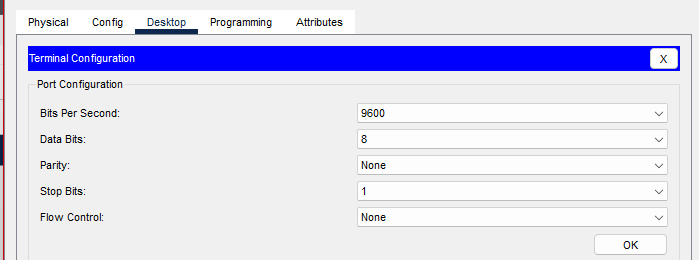 Physical Config Desktop Programming Attributes
Terminal Configuration X
Port Configuration
Bits Per Second: 9600
Data Bits: 8
Parity: None
Stop Bits: 1
Flow Control: None
OK